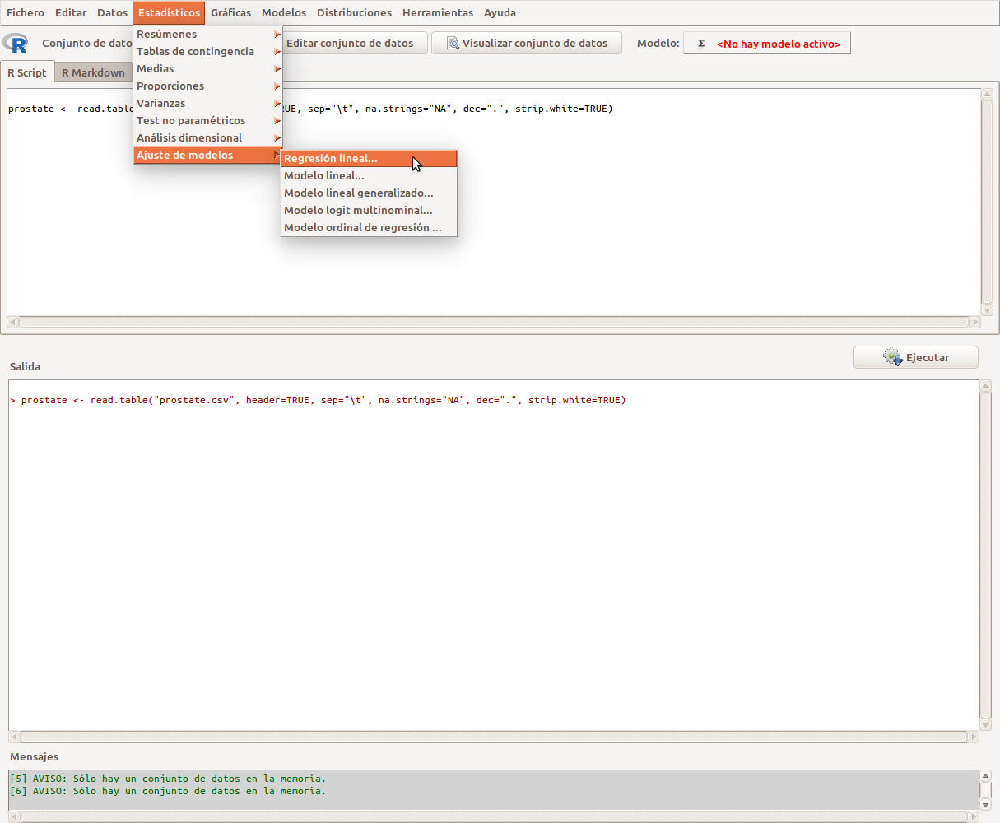 Fichero Editar Datos Estadísticos Gráficas Modelos Distribuciones Herramientas Ayuda
R Conjunto de dato Editar conjunto de datos Visualizar conjunto de datos Modelo: Σ <No hay modelo activo>
R Script R Markdown
Resúmenes
Tablas de contingencia
Medias
Proporciones
Varianzas
Test no paramétricos
Análisis dimensional
Ajuste de modelos
Regresión lineal...
Modelo lineal...
Modelo lineal generalizado...
Modelo logit multinominal...
Modelo ordinal de regresión ...
prostate <- read.table RUE, sep="\t", na.strings="NA", dec=".", strip.white=TRUE)
Ejecutar
Salida
> prostate <- read.table("prostate.csv", header=TRUE, sep="\t", na.strings="NA", dec=".", strip.white=TRUE)
Mensajes
[5] AVISO: Sólo hay un conjunto de datos en la memoria.
[6] AVISO: Sólo hay un conjunto de datos en la memoria.